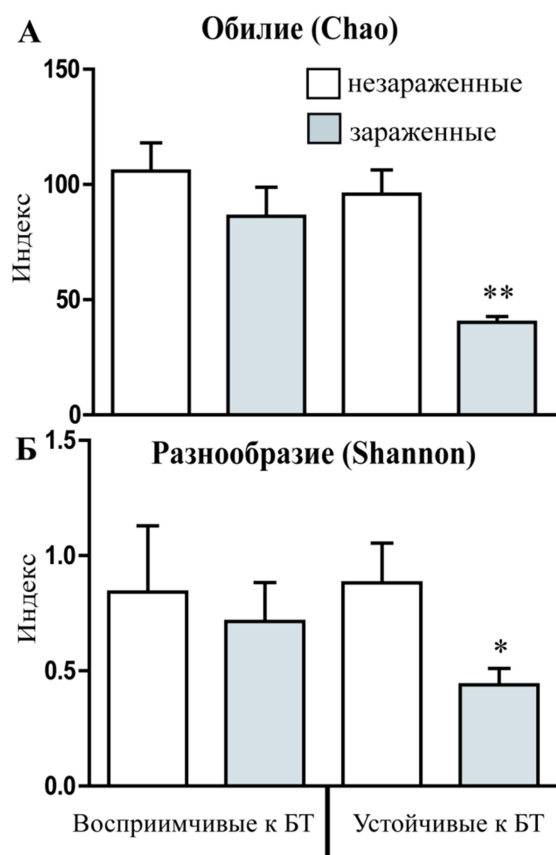 А
Обилие (Chao)
незараженные
зараженные
150
100
50
0
Индекс
**
Б
Разнообразие (Shannon)
1.5
1.0
0.5
0.0
Индекс
*
Восприимчивые к БТ
Устойчивые к БТ